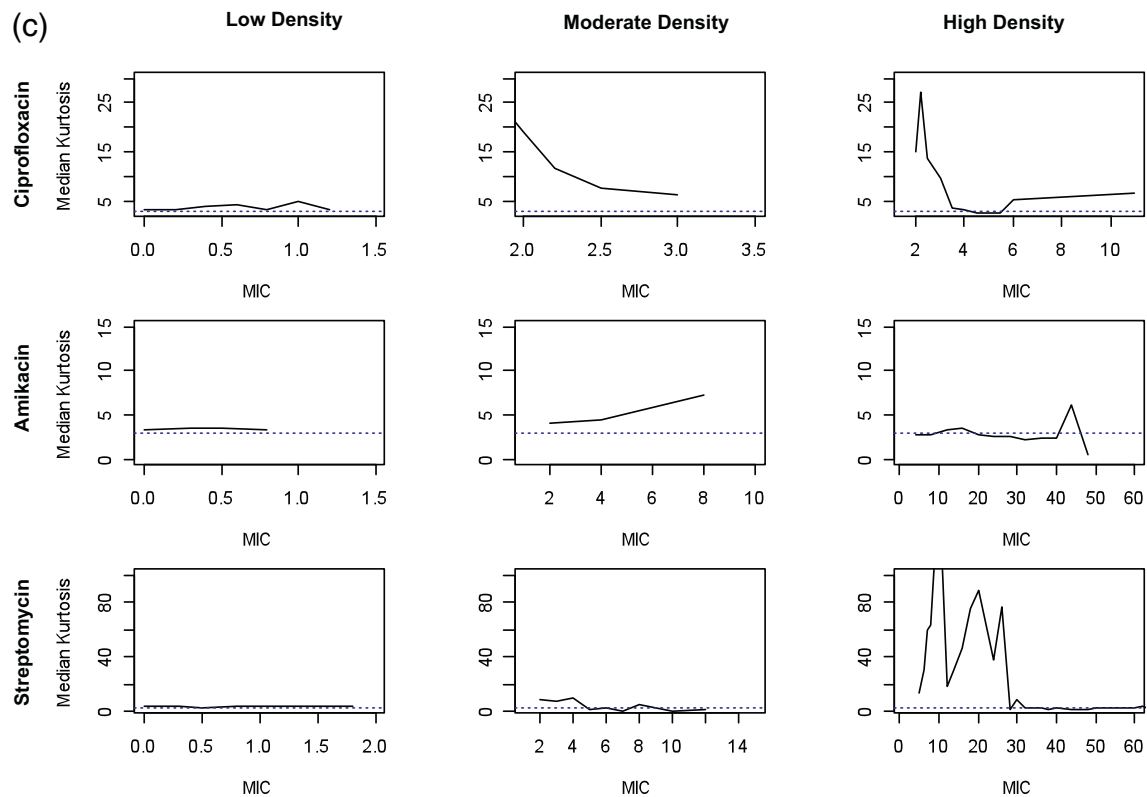 (c)
Low Density
Moderate Density
High Density
Ciprofloxacin
Median Kurtosis
5 15 25
0.0 0.5 1.0 1.5
MIC
5 15 25
2.0 2.5 3.0 3.5
MIC
5 15 25
2 4 6 8 10
MIC
Amikacin
Median Kurtosis
0 5 10 15
0.0 0.5 1.0 1.5
MIC
0 5 10 15
2 4 6 8 10
MIC
0 5 10 15
0 10 20 30 40 50 60
MIC
Streptomycin
Median Kurtosis
0 40 80
0.0 0.5 1.0 1.5 2.0
MIC
0 40 80
2 4 6 8 10 14
MIC
0 40 80
0 10 20 30 40 50 60
MIC